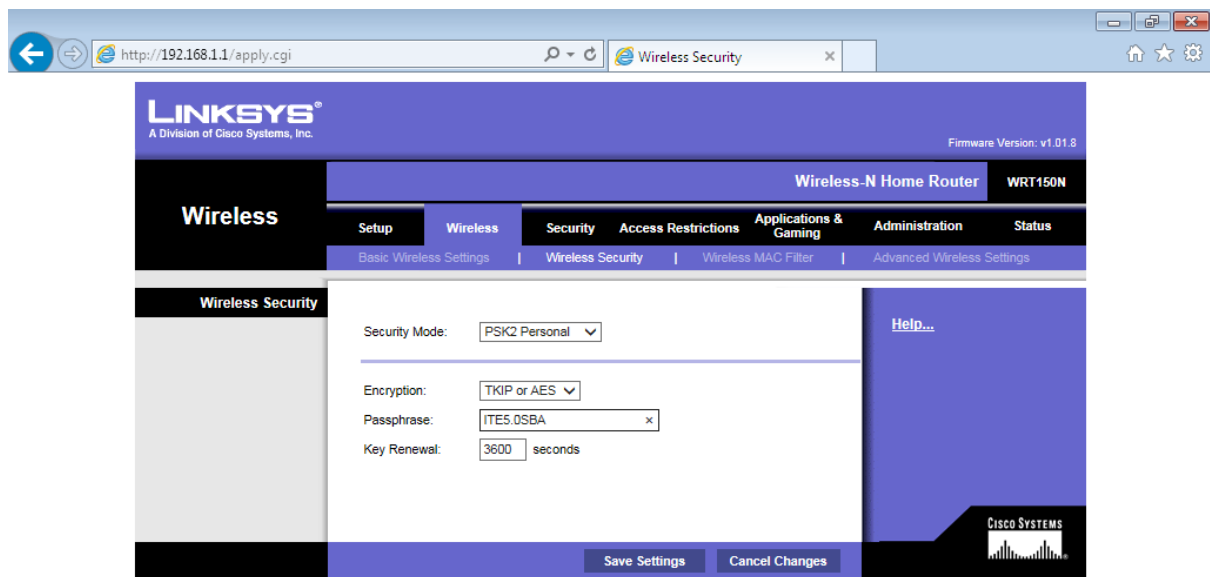 http://192.168.1.1/apply.cgi
Wireless Security
LINKSYS®
A Division of Cisco Systems, Inc.
Firmware Version: v1.01.8
Wireless-N Home Router WRT150N
Wireless
Setup Wireless Security Access Restrictions Applications & Gaming Administration Status
Basic Wireless Settings | Wireless Security | Wireless MAC Filter | Advanced Wireless Settings
Wireless Security
Help...
Security Mode: PSK2 Personal
Encryption: TKIP or AES
Passphrase: ITE5.0SBA ×
Key Renewal: 3600 seconds
CISCO SYSTEMS
Save Settings Cancel Changes